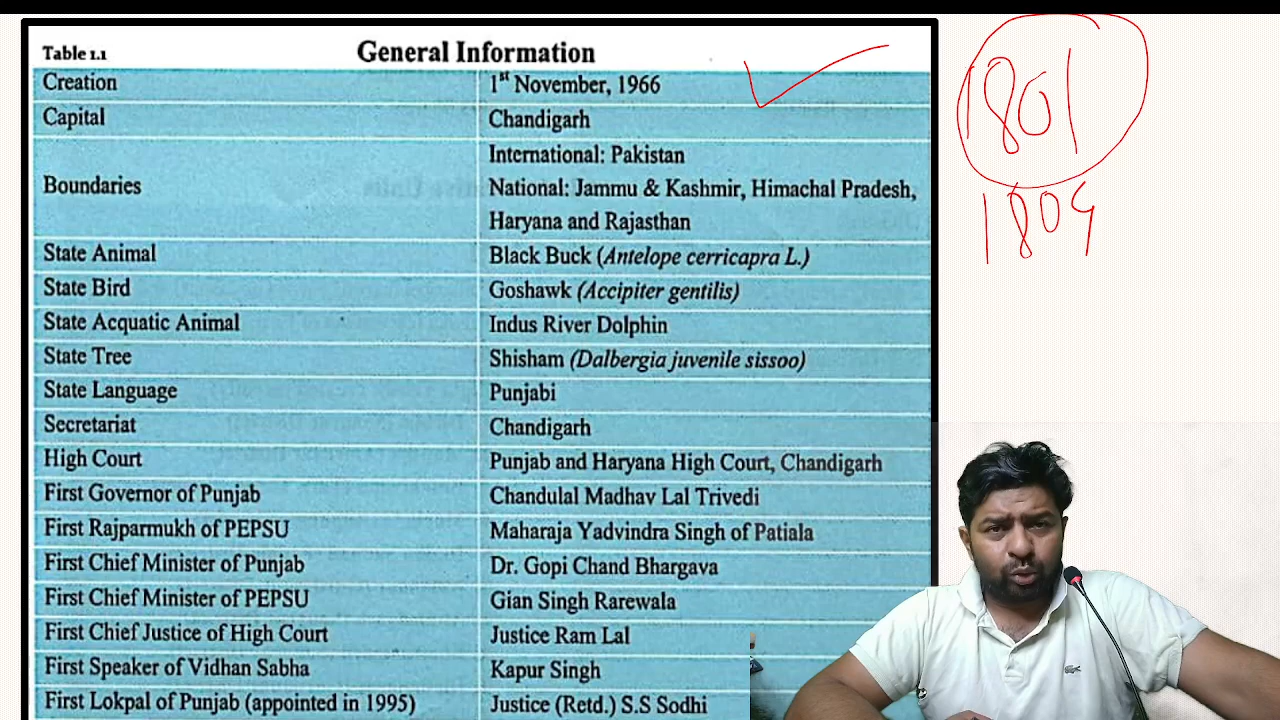 Table 1.1 General Information
Creation 1st November, 1966
Capital Chandigarh
Boundaries International: Pakistan
National: Jammu & Kashmir, Himachal Pradesh,
Haryana and Rajasthan
State Animal Black Buck (Antelope cerricapra L.)
State Bird Goshawk (Accipiter gentilis)
State Acquatic Animal Indus River Dolphin
State Tree Shisham (Dalbergia juvenile sissoo)
State Language Punjabi
Secretariat Chandigarh
High Court Punjab and Haryana High Court, Chandigarh
First Governor of Punjab Chandulal Madhav Lal Trivedi
First Rajparmukh of PEPSU Maharaja Yadvindra Singh of Patiala
First Chief Minister of Punjab Dr. Gopi Chand Bhargava
First Chief Minister of PEPSU Gian Singh Rarewala
First Chief Justice of High Court Justice Ram Lal
First Speaker of Vidhan Sabha Kapur Singh
First Lokpal of Punjab (appointed in 1995) Justice (Retd.) S.S Sodhi
1801
1809